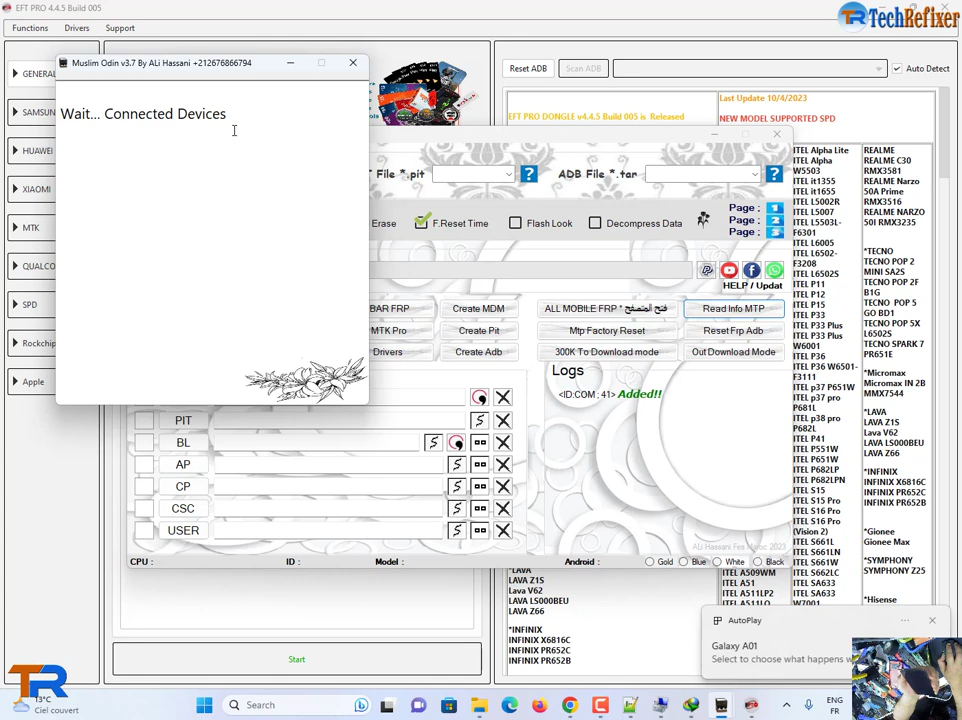 EFT PRO 4.4.5 Build 005
TechRefixer
Functions
Drivers
Support
Muslim Odin v3.7 By ALi Hassani +212676866794
Wait... Connected Devices
GENERAL
SAMSUN
HUAWEI
XIAOMI
MTK
QUALCO
SPD
Rockchip
Apple
Reset ADB
Scan ADB
Auto Detect
EFT PRO DONGLE v4.4.5 Build 005 is Released
Last Update 10/4/2023
NEW MODEL SUPPORTED SPD
T File *.pit
?
ADB File *.tar
?
Erase
F.Reset Time
Flash Look
Decompress Data
Page : 1
Page : 2
Page : 3
HELP / Updat
BAR FRP
Create MDM
ALL MOBILE FRP * فتح المتصفح
Read Info MTP
MTK Pro
Create Pit
Mtp Factory Reset
Reset Frp Adb
Drivers
Create Adb
300K To Download mode
Out Download Mode
Logs
<ID:COM : 41> Added!!
PIT
BL
AP
CP
CSC
USER
ALi Hassani Fes Maroc 2023
CPU :
ID :
Model :
Android :
Gold
Blue
White
Black
ITEL Alpha Lite
ITEL Alpha
W5503
ITEL it1355
ITEL it1655
ITEL L5002R
ITEL L5007
ITEL L5503L-
F6301
ITEL L6005
ITEL L6502-
F3208
ITEL L6502S
ITEL P11
ITEL P12
ITEL P15
ITEL P33
ITEL P33 Plus
W6001
ITEL P36
ITEL P36 W6501-
F3111
ITEL p37 P651W
ITEL p37 pro
P681L
ITEL p38 pro
P682L
ITEL P41
ITEL P551W
ITEL P651W
ITEL P682LP
ITEL P682LPN
ITEL S15
ITEL S15 Pro
ITEL S16
ITEL S16 Pro
(Vision 2)
ITEL S661L
ITEL S661LN
ITEL S661W
ITEL S662LC
ITEL SA633
ITEL SA633
W7001
REALME
REALME C30
RMX3581
REALME Narzo
50A Prime
RMX3516
REALME NARZO
50I RMX3235
*TECNO
TECNO POP 2
MINI SA2S
TECNO POP 2F
B1G
TECNO POP 5
GO BD1
TECNO POP 5X
L6502S
TECNO SPARK 7
PR651E
*Micromax
Micromax IN 2B
MMX7544
*LAVA
LAVA Z1S
Lava V62
LAVA LS000BEU
LAVA Z66
*INFINIX
INFINIX X6816C
INFINIX PR652C
INFINIX PR652B
*Gionee
Gionee Max
*SYMPHONY
SYMPHONY Z25
*Hisense
*LAVA
LAVA Z1S
Lava V62
LAVA LS000BEU
LAVA Z66
*INFINIX
INFINIX X6816C
INFINIX PR652C
INFINIX PR652B
ITEL A509WM
ITEL A51
ITEL A511LP2
ITEL A511LQ
AutoPlay
Galaxy A01
Select to choose what happens w
Start
TR
13°C
Ciel couvert
Search
ENG
FR